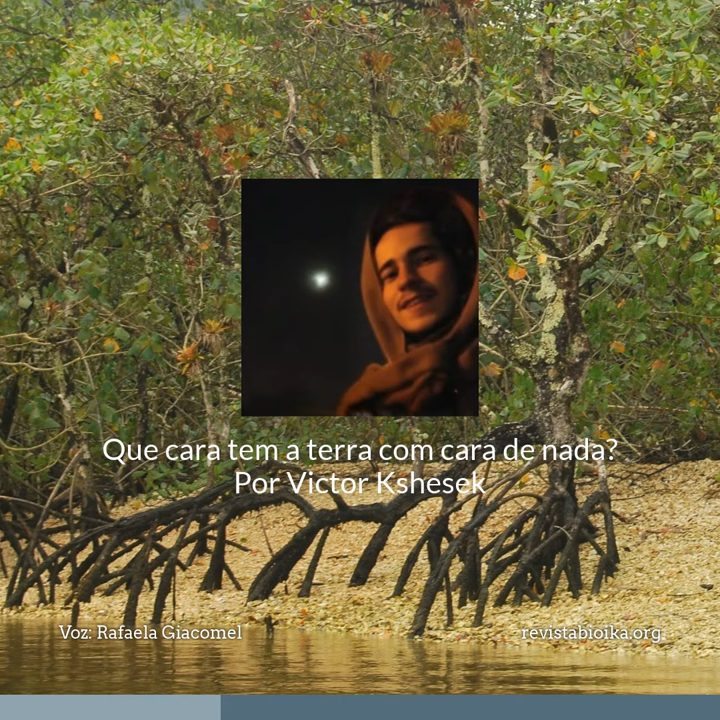 Que cara tem a terra com cara de nada?
Por Victor Kshesek
Voz: Rafaela Giacomel
revistabioika.org